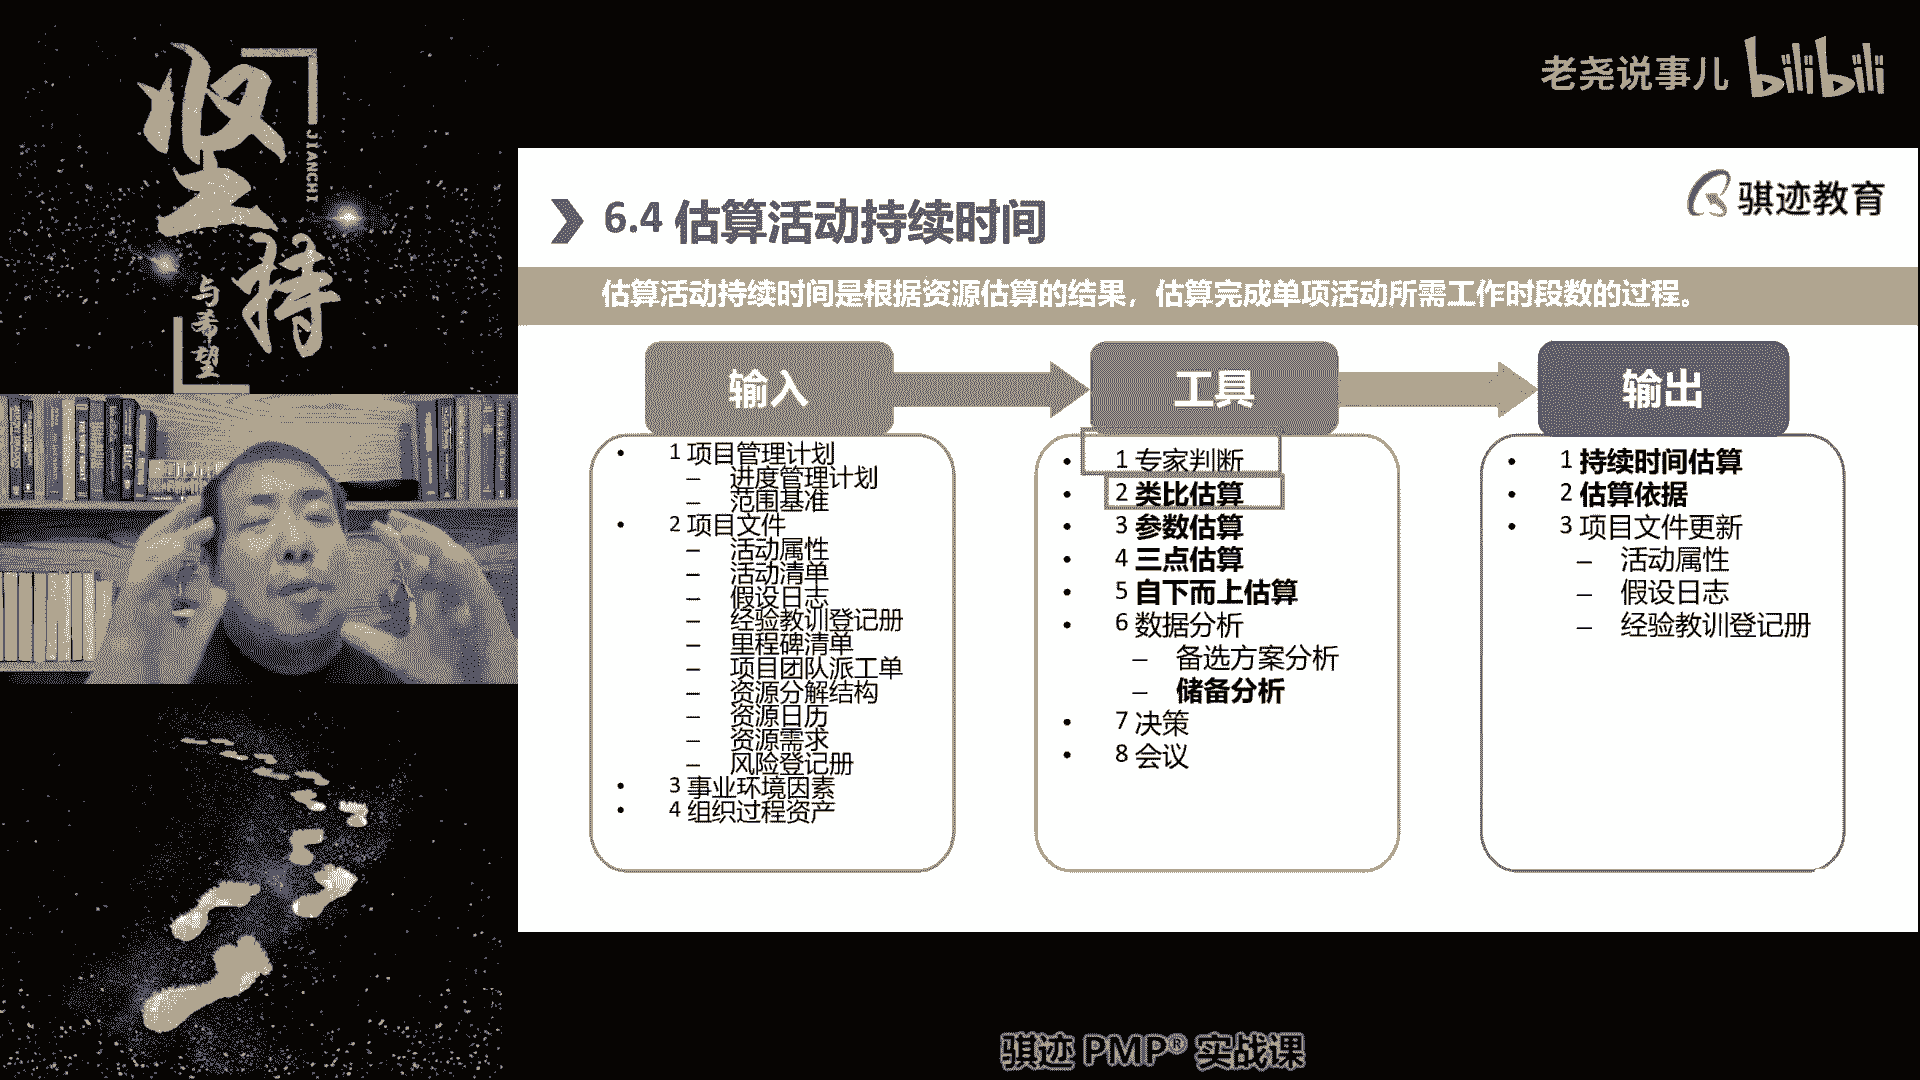 坚持
JIANCHI
与希望
老尧说事儿 bilibili
骐迹教育
6.4 估算活动持续时间
估算活动持续时间是根据资源估算的结果，估算完成单项活动所需工作时段数的过程。
输入
• 1 项目管理计划
– 进度管理计划
– 范围基准
• 2 项目文件
– 活动属性
– 活动清单
– 假设日志
– 经验教训登记册
– 里程碑清单
– 项目团队派工单
– 资源分解结构
– 资源日历
– 资源需求
– 风险登记册
• 3 事业环境因素
• 4 组织过程资产
工具
• 1 专家判断
• 2 类比估算
• 3 参数估算
• 4 三点估算
• 5 自下而上估算
• 6 数据分析
– 备选方案分析
– 储备分析
• 7 决策
• 8 会议
输出
• 1 持续时间估算
• 2 估算依据
• 3 项目文件更新
– 活动属性
– 假设日志
– 经验教训登记册
骐迹 PMP® 实战课